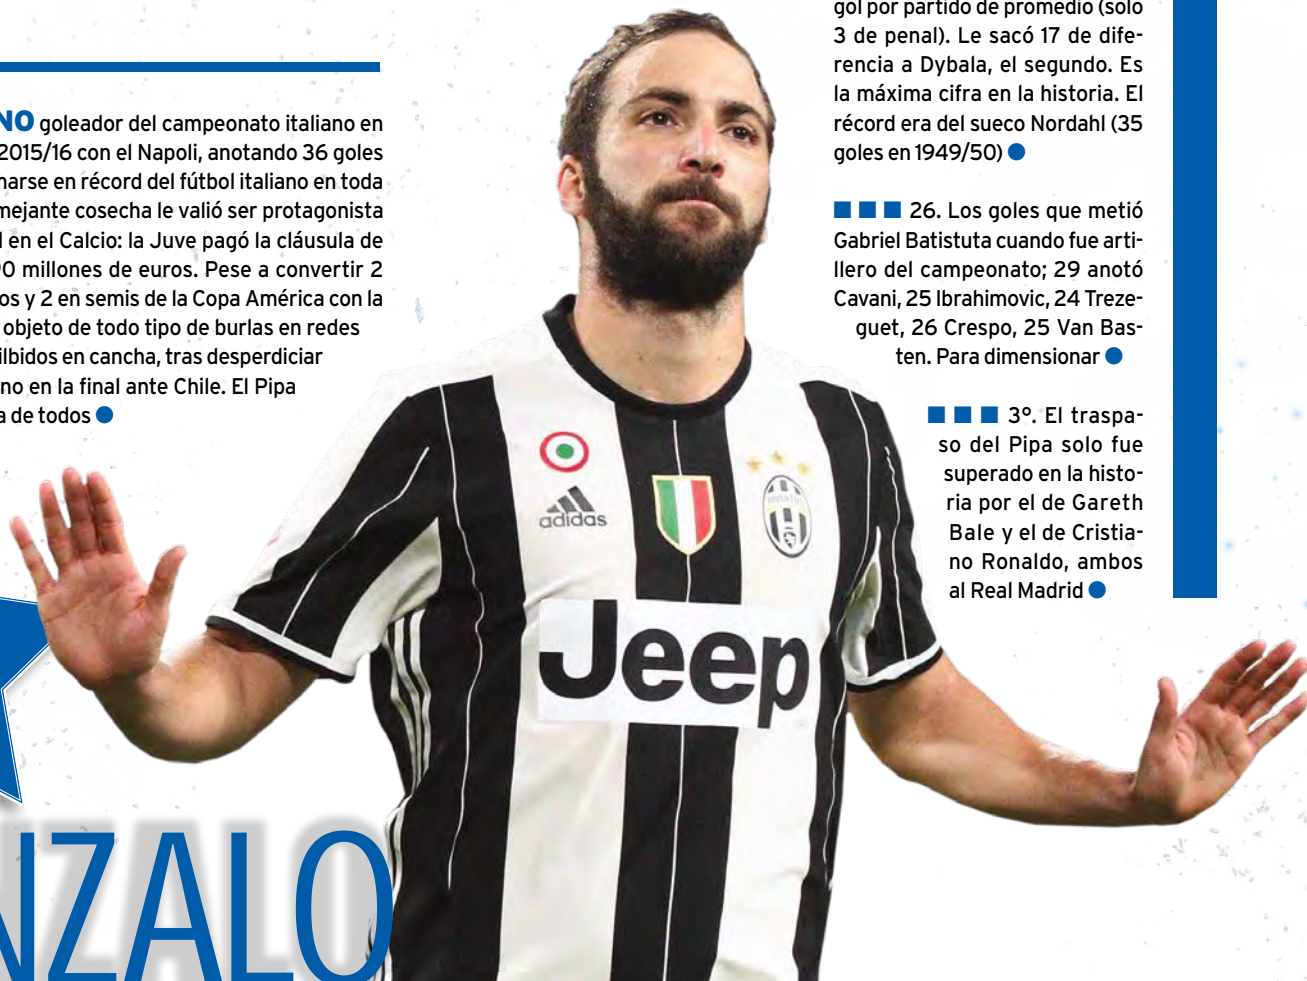 NO goleador del campeonato italiano en
2015/16 con el Napoli, anotando 36 goles
narse en récord del fútbol italiano en toda
mejante cosecha le valió ser protagonista
l en el Calcio: la Juve pagó la cláusula de
90 millones de euros. Pese a convertir 2
os y 2 en semis de la Copa América con la
objeto de todo tipo de burlas en redes
ilbidos en cancha, tras desperdiciar
no en la final ante Chile. El Pipa
a de todos
gol por partido de promedio (solo
3 de penal). Le sacó 17 de dife-
rencia a Dybala, el segundo. Es
la máxima cifra en la historia. El
récord era del sueco Nordahl (35
goles en 1949/50)
26. Los goles que metió
Gabriel Batistuta cuando fue arti-
llero del campeonato; 29 anotó
Cavani, 25 Ibrahimovic, 24 Treze-
guet, 26 Crespo, 25 Van Bas-
ten. Para dimensionar
3°. El traspa-
so del Pipa solo fue
superado en la histo-
ria por el de Gareth
Bale y el de Cristia-
no Ronaldo, ambos
al Real Madrid
adidas
Jeep
NZALO